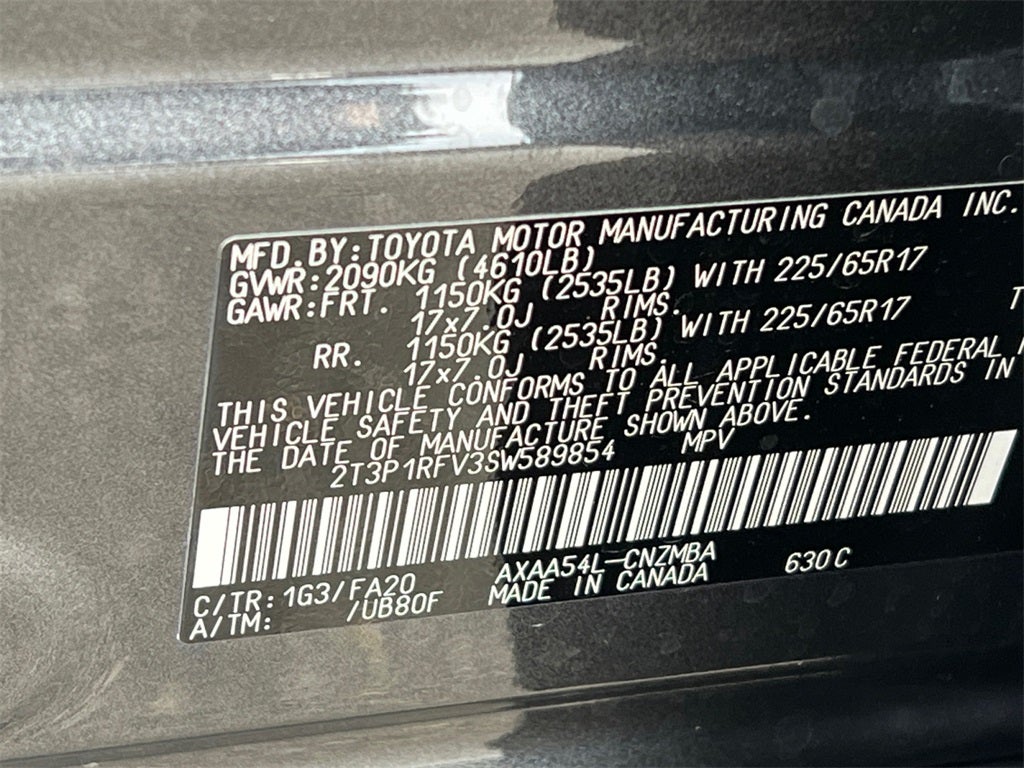 MFD.BY:TOYOTA MOTOR MANUFACTURING CANADA INC.
GVWR:2090KG (4610LB)
GAWR:FRT. 1150KG (2535LB) WITH 225/65R17
17x7.0J RIMS.
RR. 1150KG (2535LB) WITH 225/65R17
17x7.0J RIMS.
THIS VEHICLE CONFORMS TO ALL APPLICABLE FEDERAL
VEHICLE SAFETY AND THEFT PREVENTION STANDARDS IN
THE DATE OF MANUFACTURE SHOWN ABOVE.
2T3P1RFV3SW589854 MPV
C/TR:1G3/FA20 AXAA54L-CNZMBA 630C
A/TM: /UB80F MADE IN CANADA